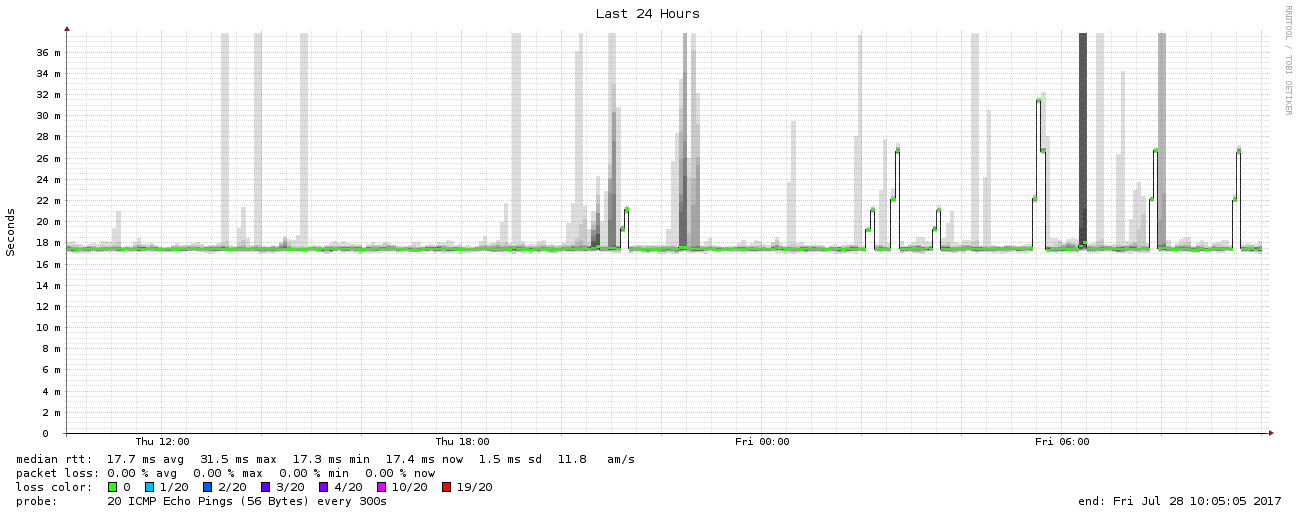 Last 24 Hours
RRDTOOL / TOBI OETIKER
Seconds
36 m
34 m
32 m
30 m
28 m
26 m
24 m
22 m
20 m
18 m
16 m
14 m
12 m
10 m
8 m
6 m
4 m
2 m
0
Thu 12:00 Thu 18:00 Fri 00:00 Fri 06:00
median rtt: 17.7 ms avg 31.5 ms max 17.3 ms min 17.4 ms now 1.5 ms sd 11.8 am/s
packet loss: 0.00 % avg 0.00 % max 0.00 % min 0.00 % now
loss color: 0 1/20 2/20 3/20 4/20 10/20 19/20
probe: 20 ICMP Echo Pings (56 Bytes) every 300s end: Fri Jul 28 10:05:05 2017